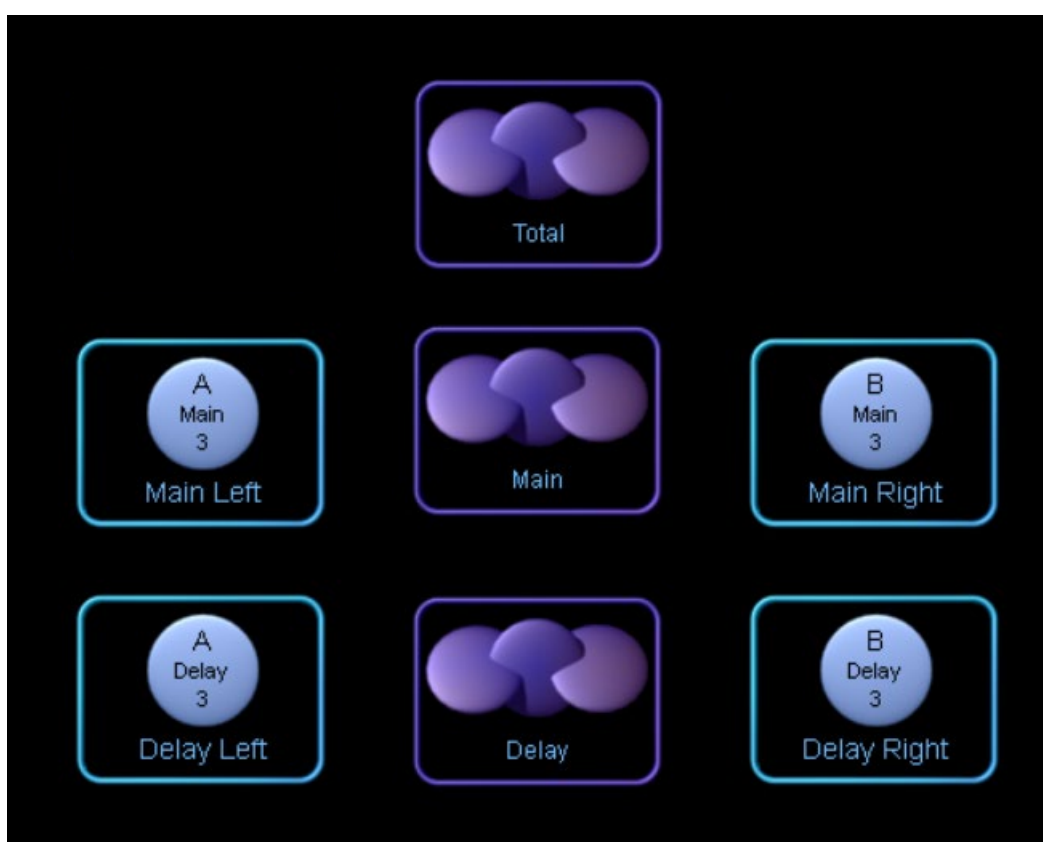 Total
A
Main
3
Main Left
Main
B
Main
3
Main Right
A
Delay
3
Delay Left
Delay
B
Delay
3
Delay Right